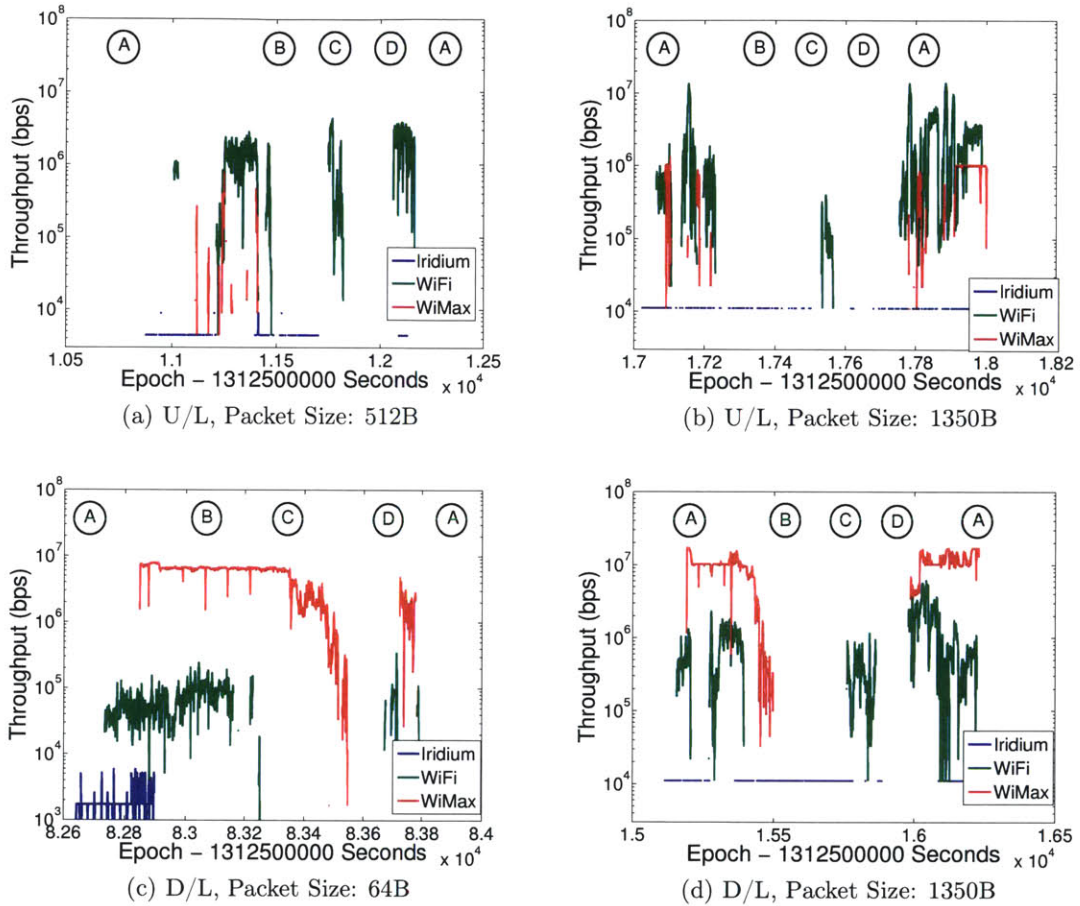 A B C D A
Throughput (bps)
10^8
10^7
10^6
10^5
10^4
Iridium
WiFi
WiMax
1.05 1.1 1.15 1.2 1.25
Epoch - 1312500000 Seconds x 10^4
(a) U/L, Packet Size: 512B
A B C D A
Throughput (bps)
10^8
10^7
10^6
10^5
10^4
Iridium
WiFi
WiMax
1.7 1.72 1.74 1.76 1.78 1.8 1.82
Epoch - 1312500000 Seconds x 10^4
(b) U/L, Packet Size: 1350B
A B C D A
Throughput (bps)
10^8
10^7
10^6
10^5
10^4
10^3
Iridium
WiFi
WiMax
8.26 8.28 8.3 8.32 8.34 8.36 8.38 8.4
Epoch - 1312500000 Seconds x 10^4
(c) D/L, Packet Size: 64B
A B C D A
Throughput (bps)
10^8
10^7
10^6
10^5
10^4
Iridium
WiFi
WiMax
1.5 1.55 1.6 1.65
Epoch - 1312500000 Seconds x 10^4
(d) D/L, Packet Size: 1350B